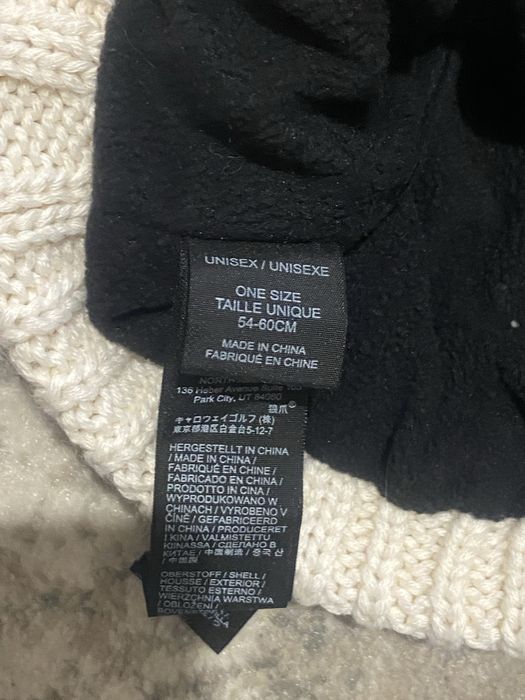 UNISEX / UNISEXE
ONE SIZE
TAILLE UNIQUE
54-60CM
MADE IN CHINA
FABRIQUÉ EN CHINE
136 Heber Avenue Suite
Park City, UT 84060
狼爪®
キャロウェイゴルフ(株)
東京都港区白金台5-12-7
HERGESTELLT IN CHINA
/ MADE IN CHINA /
FABRIQUÉ EN CHINE /
FABRICADO EN CHINA /
PRODOTTO IN CINA /
WYPRODUKOWANO W
CHINACH / VYROBENO V
ČÍNĚ / GEFABRICEERD
IN CHINA / PRODUCERET
I KINA / VALMISTETTU
KIINASSA / СДЕЛАНО В
КИТАЕ / 中国制造 / 중국 산
/ 中国製
OBERSTOFF / SHELL /
HOUSSE / EXTERIOR /
TESSUTO ESTERNO /
WIERZCHNIA WARSTWA
/ OBLOŽENÍ /